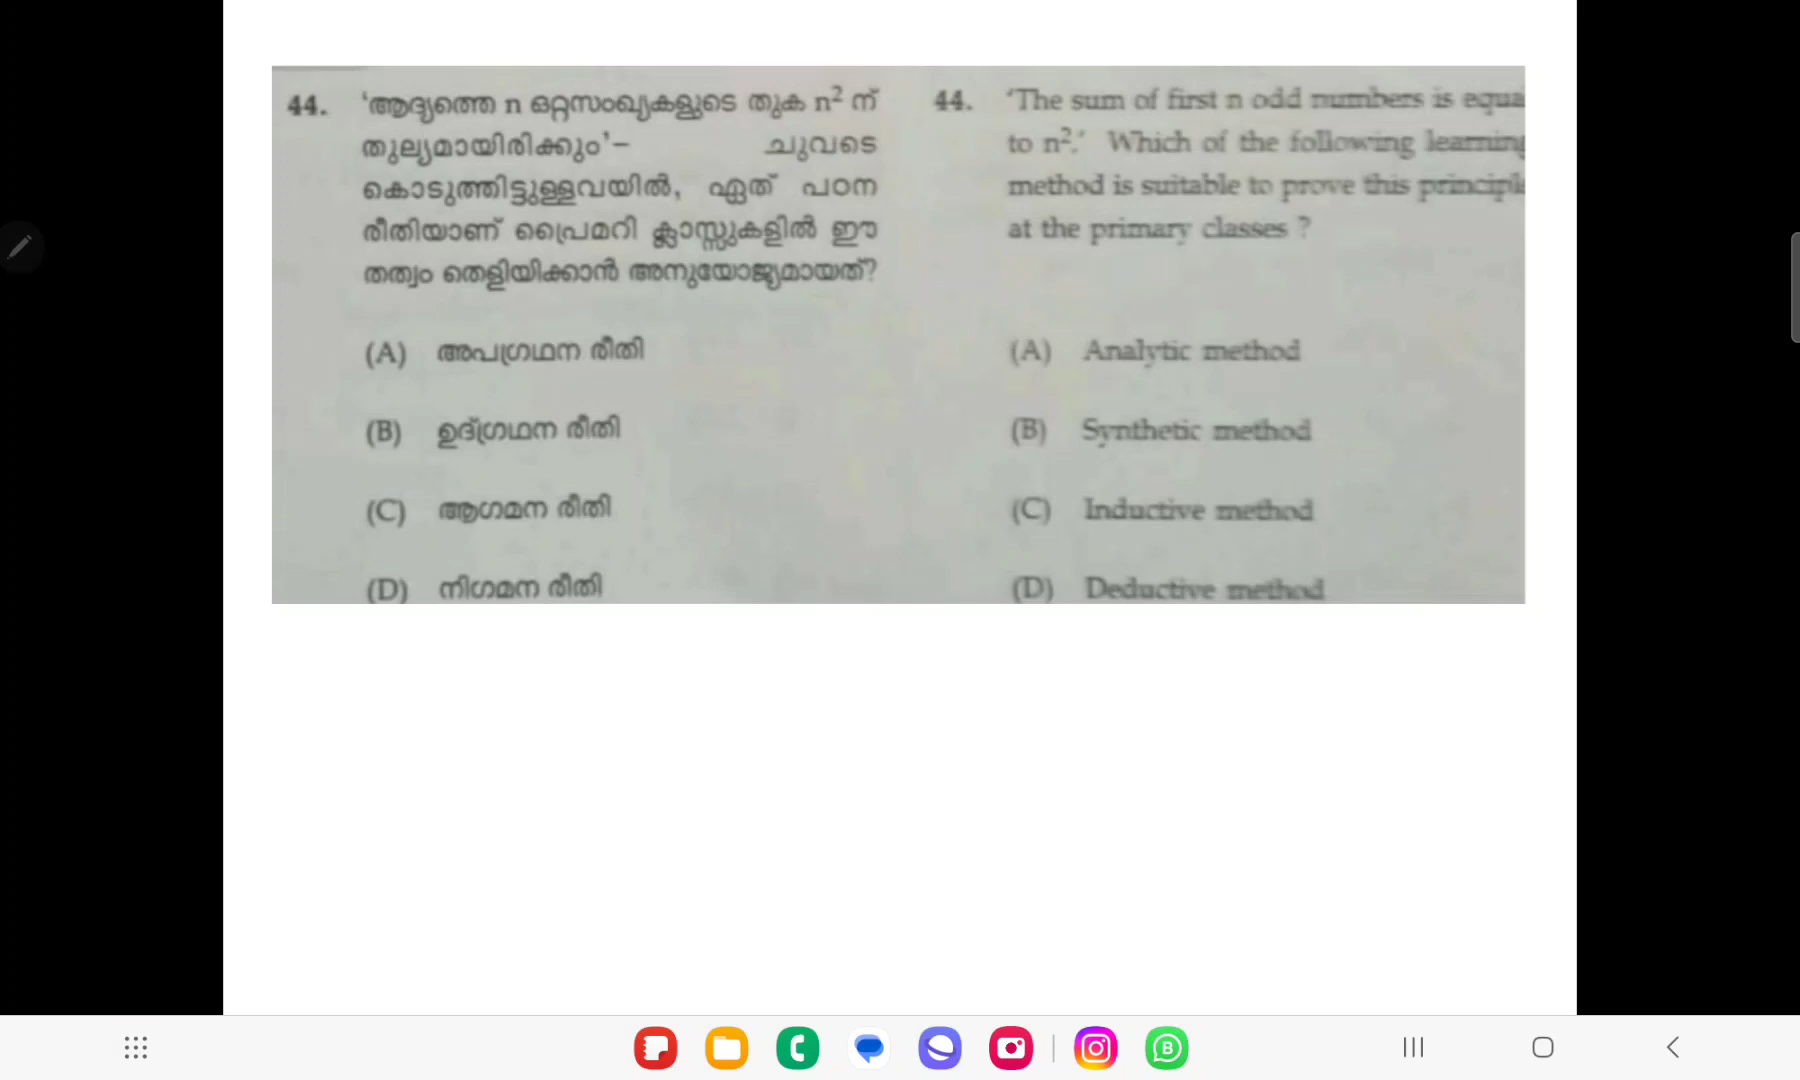 44. 'ആദ്യത്തെ n ഒറ്റസംഖ്യകളുടെ തുക n² ന്
തുല്യമായിരിക്കും'– ചുവടെ
കൊടുത്തിട്ടുള്ളവയിൽ, ഏത് പഠന
രീതിയാണ് പ്രൈമറി ക്ലാസ്സുകളിൽ ഈ
തത്വം തെളിയിക്കാൻ അനുയോജ്യമായത്?
(A) അപഗ്രഥന രീതി
(B) ഉദ്ഗ്രഥന രീതി
(C) ആഗമന രീതി
(D) നിഗമന രീതി
44. 'The sum of first n odd numbers is equa
to n².' Which of the following learning
method is suitable to prove this principle
at the primary classes ?
(A) Analytic method
(B) Synthetic method
(C) Inductive method
(D) Deductive method
B